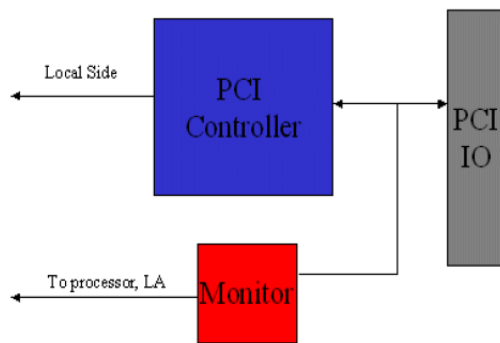 Local Side
PCI
Controller
PCI
IO
To processor, LA
Monitor